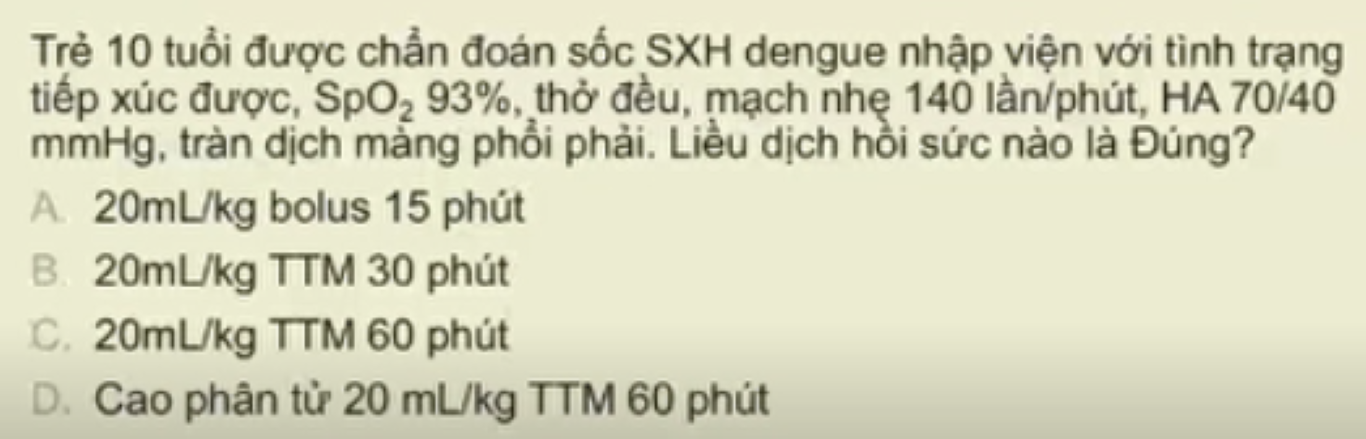 Trẻ 10 tuổi được chẩn đoán sốc SXH dengue nhập viện với tình trạng
tiếp xúc được, SpO₂ 93%, thở đều, mạch nhẹ 140 lần/phút, HA 70/40
mmHg, tràn dịch màng phổi phải. Liều dịch hồi sức nào là Đúng?
A. 20mL/kg bolus 15 phút
B. 20mL/kg TTM 30 phút
C. 20mL/kg TTM 60 phút
D. Cao phân tử 20 mL/kg TTM 60 phút